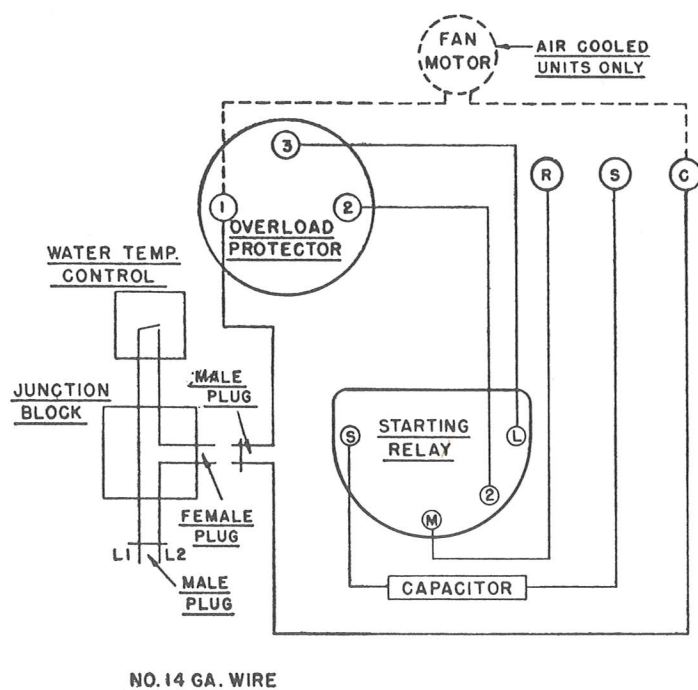 FAN
MOTOR
AIR COOLED
UNITS ONLY
3
R
S
C
1
2
OVERLOAD
PROTECTOR
WATER TEMP.
CONTROL
MALE
PLUG
JUNCTION
BLOCK
STARTING
RELAY
S
L
2
M
FEMALE
PLUG
L1
L2
MALE
PLUG
CAPACITOR
NO. 14 GA. WIRE